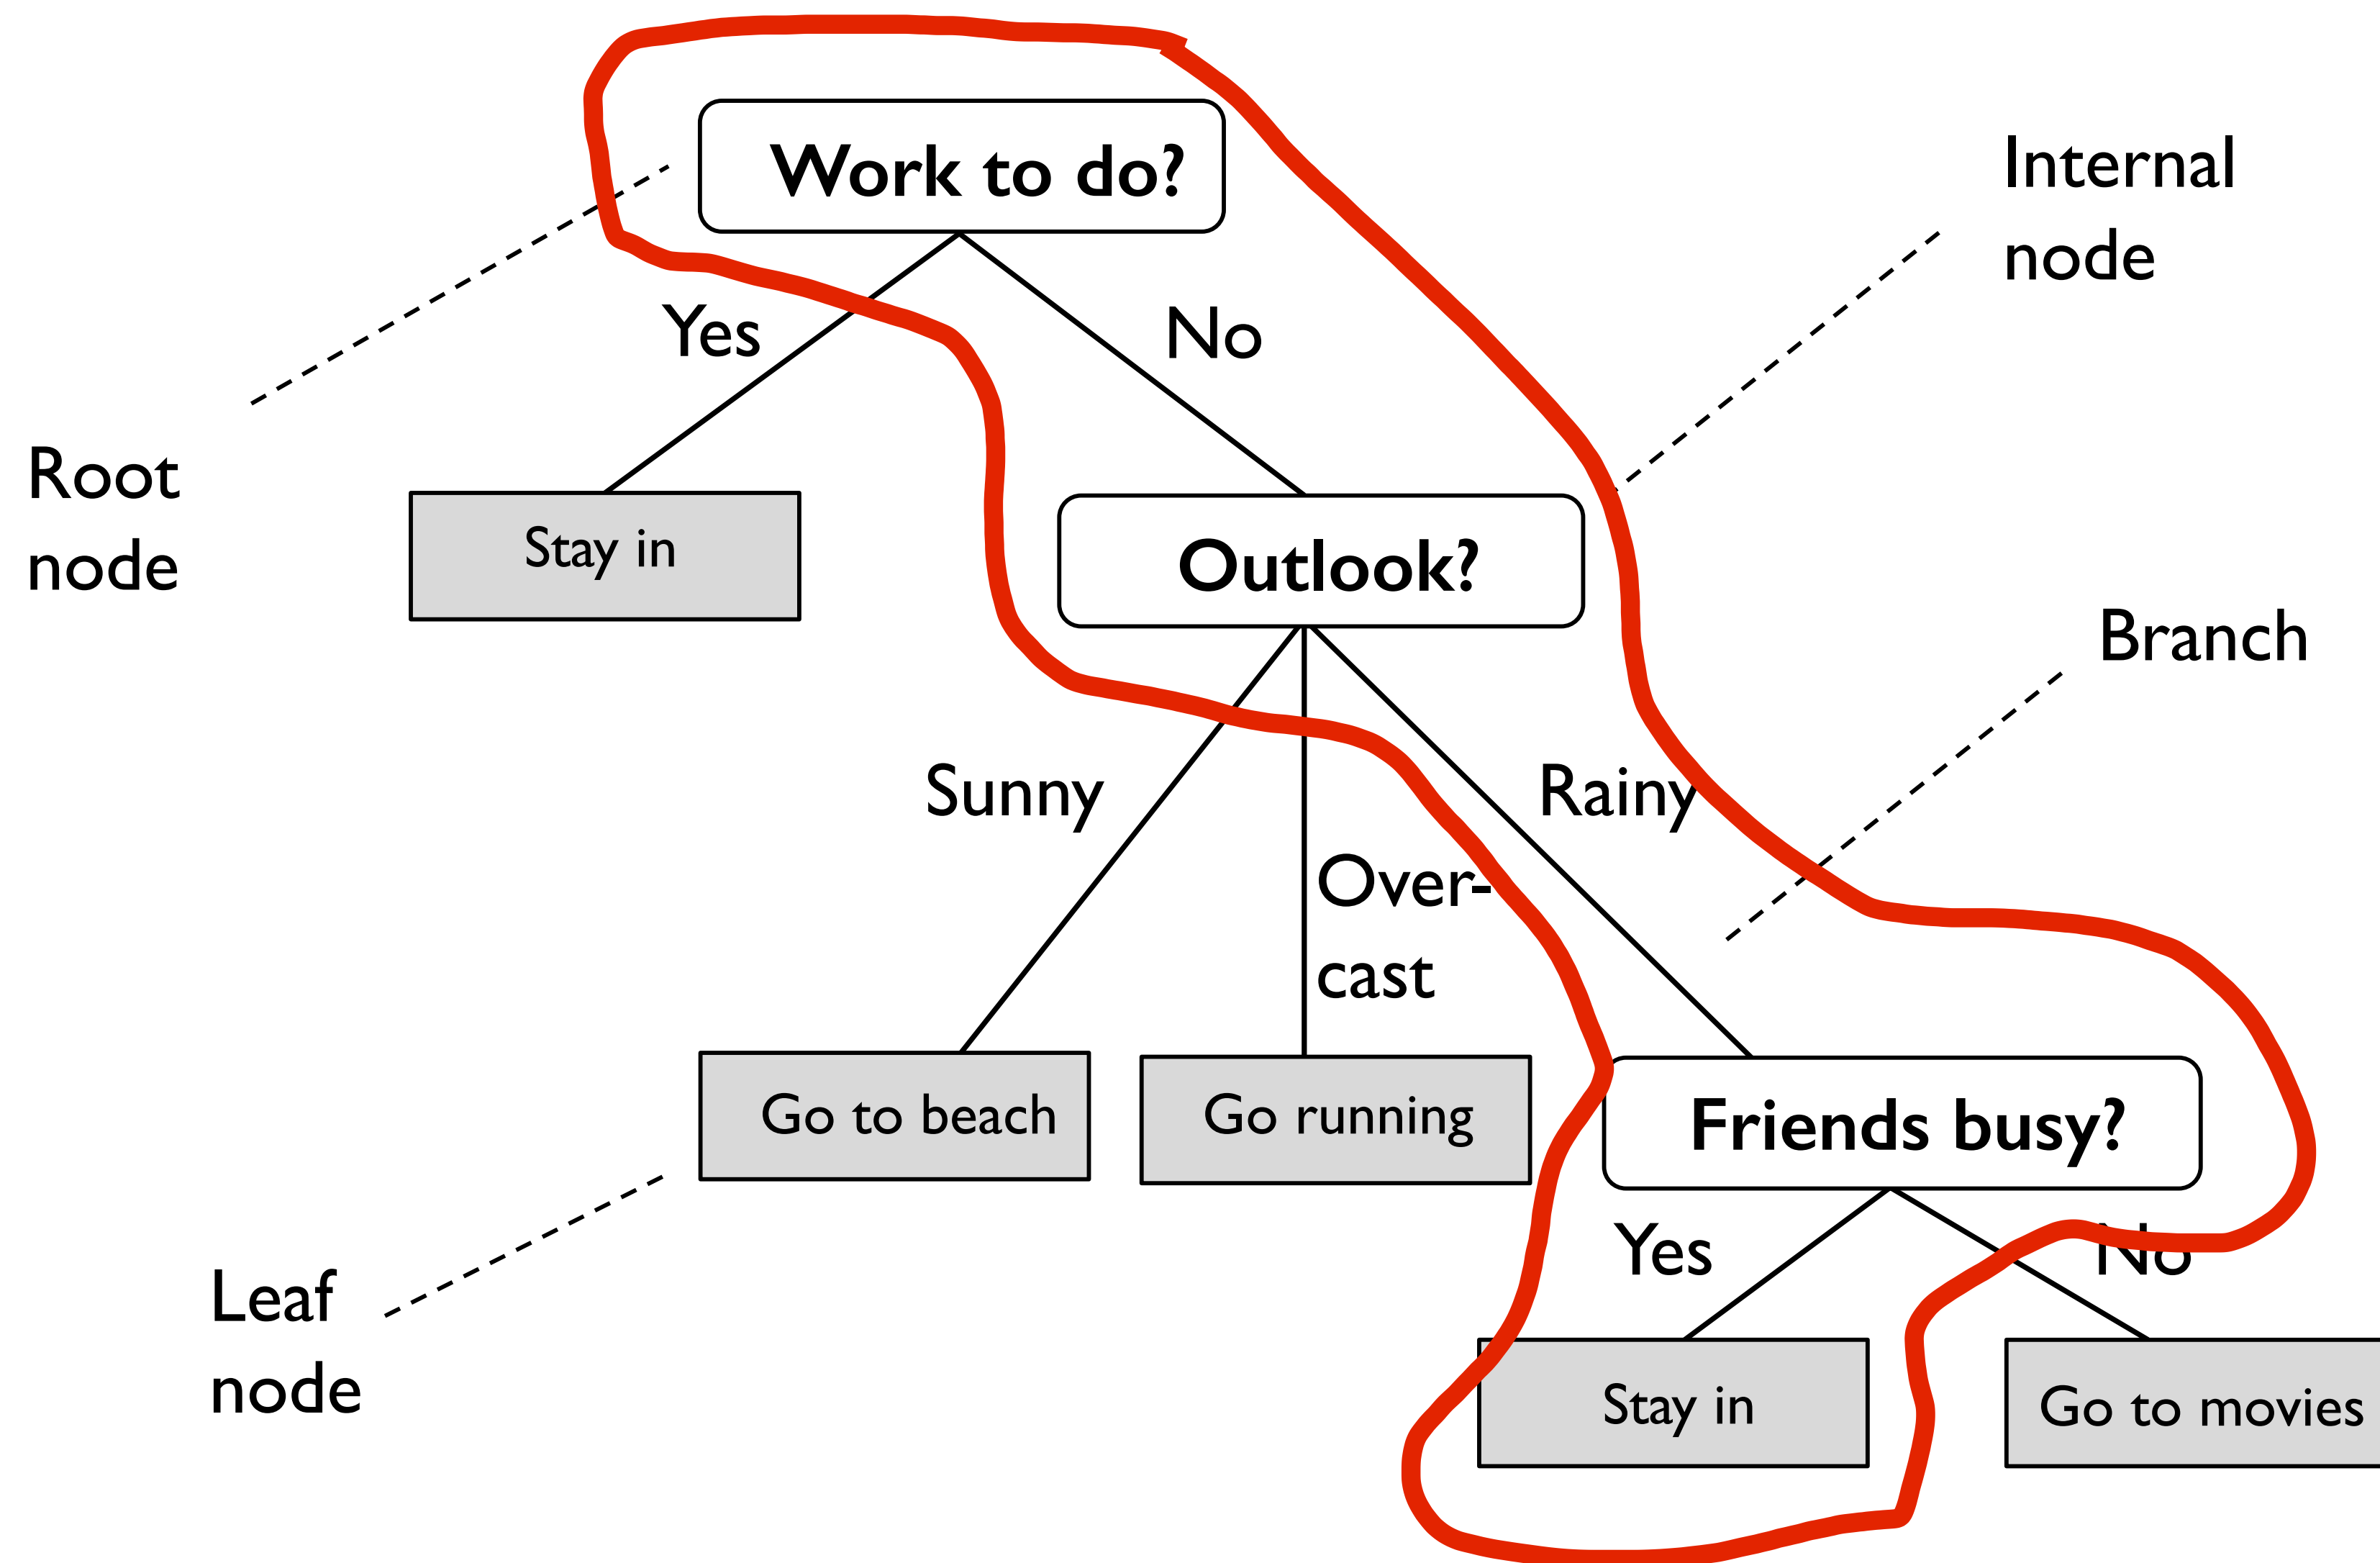 Work to do?
Internal
node
Yes
No
Root
node
Stay in
Outlook?
Branch
Sunny
Rainy
Over-
cast
Go to beach
Go running
Friends busy?
Yes
No
Leaf
node
Stay in
Go to movies